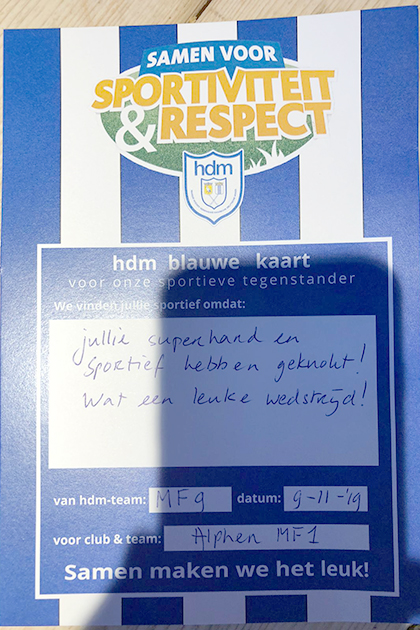 SAMEN VOOR
SPORTIVITEIT
& RESPECT
hdm
hdm blauwe kaart
voor onze sportieve tegenstander
We vinden jullie sportief omdat:
jullie superhard en
sportief hebben geknokt!
Wat een leuke wedstrijd!
van hdm-team: MF9 datum: 9-11-'19
voor club & team: Alphen MF1
Samen maken we het leuk!